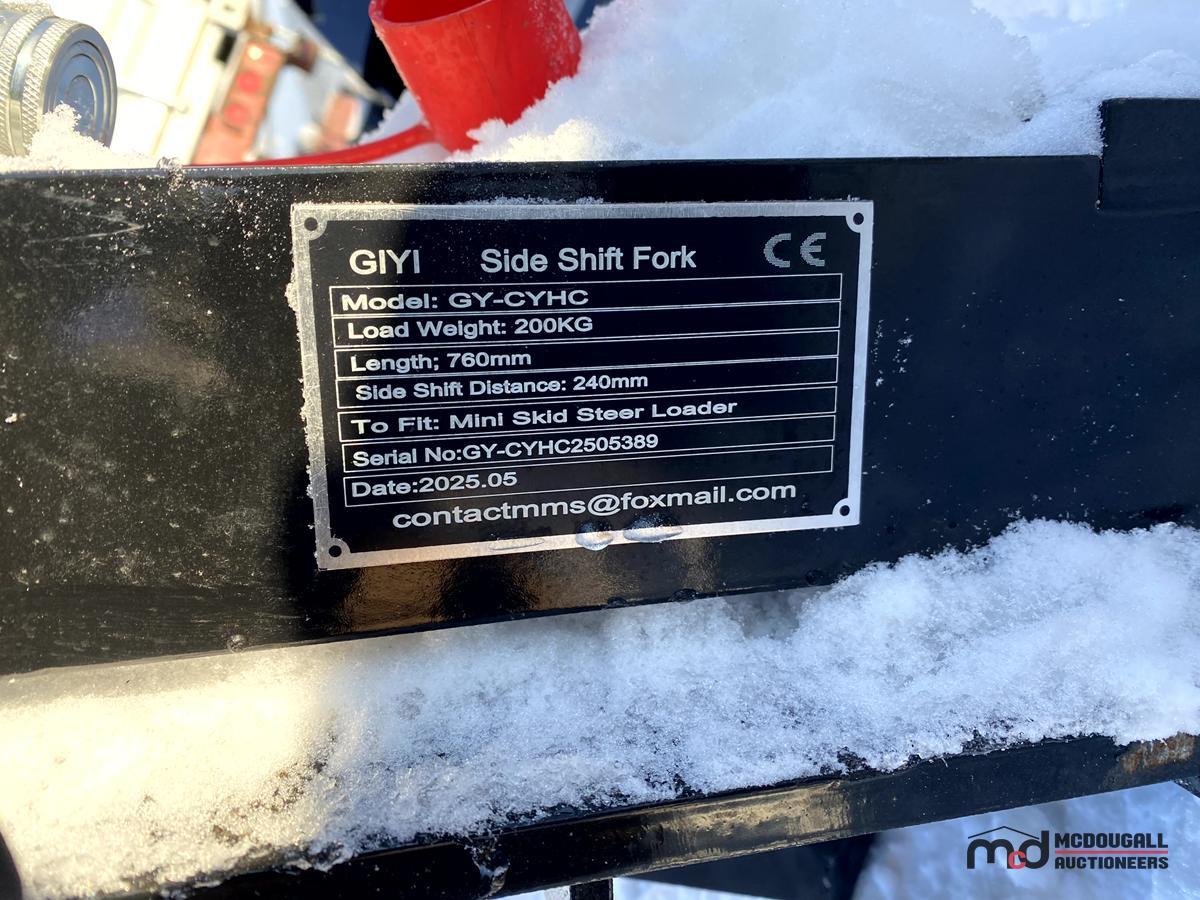 GIYI Side Shift Fork CE
Model: GY-CYHC
Load Weight: 200KG
Length; 760mm
Side Shift Distance: 240mm
To Fit: Mini Skid Steer Loader
Serial No:GY-CYHC2505389
Date:2025.05
contactmms@foxmail.com
mcd MCDOUGALL
AUCTIONEERS